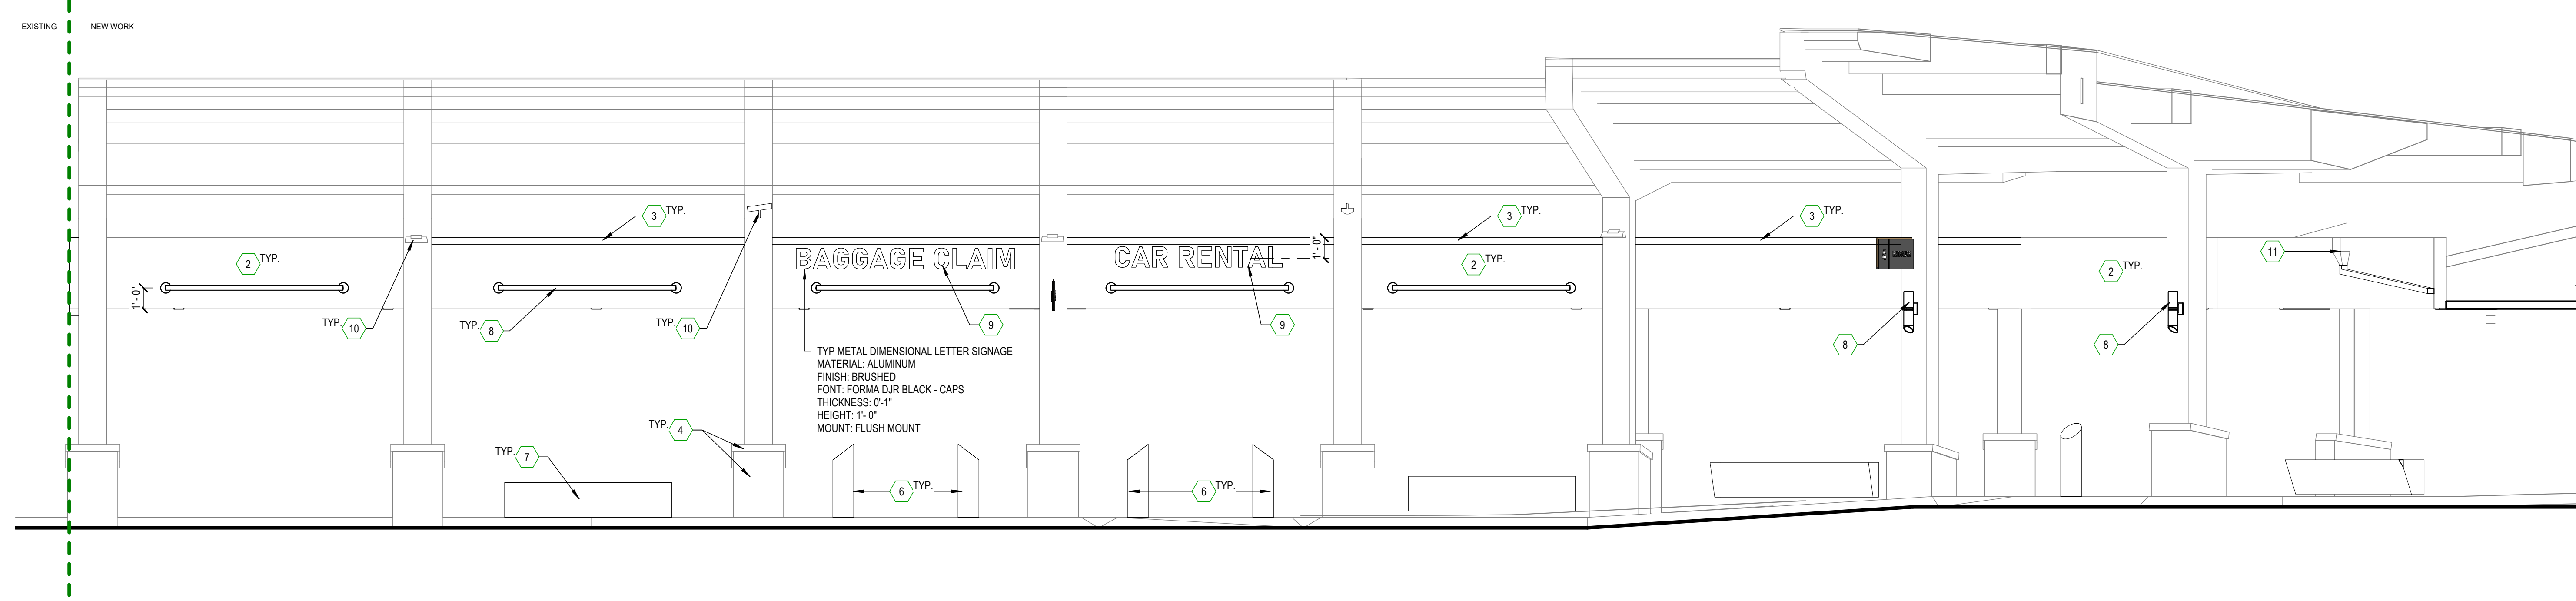 EXISTING
NEW WORK
3 TYP.
3 TYP.
3 TYP.
2 TYP.
BAGGAGE CLAIM
CAR RENTAL
1' - 0"
2 TYP.
11
2 TYP.
1' - 0"
TYP. 10
TYP. 8
TYP. 10
9
9
8
8
TYP METAL DIMENSIONAL LETTER SIGNAGE
MATERIAL: ALUMINUM
FINISH: BRUSHED
FONT: FORMA DJR BLACK - CAPS
THICKNESS: 0'-1"
HEIGHT: 1'- 0"
MOUNT: FLUSH MOUNT
TYP. 4
TYP. 7
6 TYP.
6 TYP.